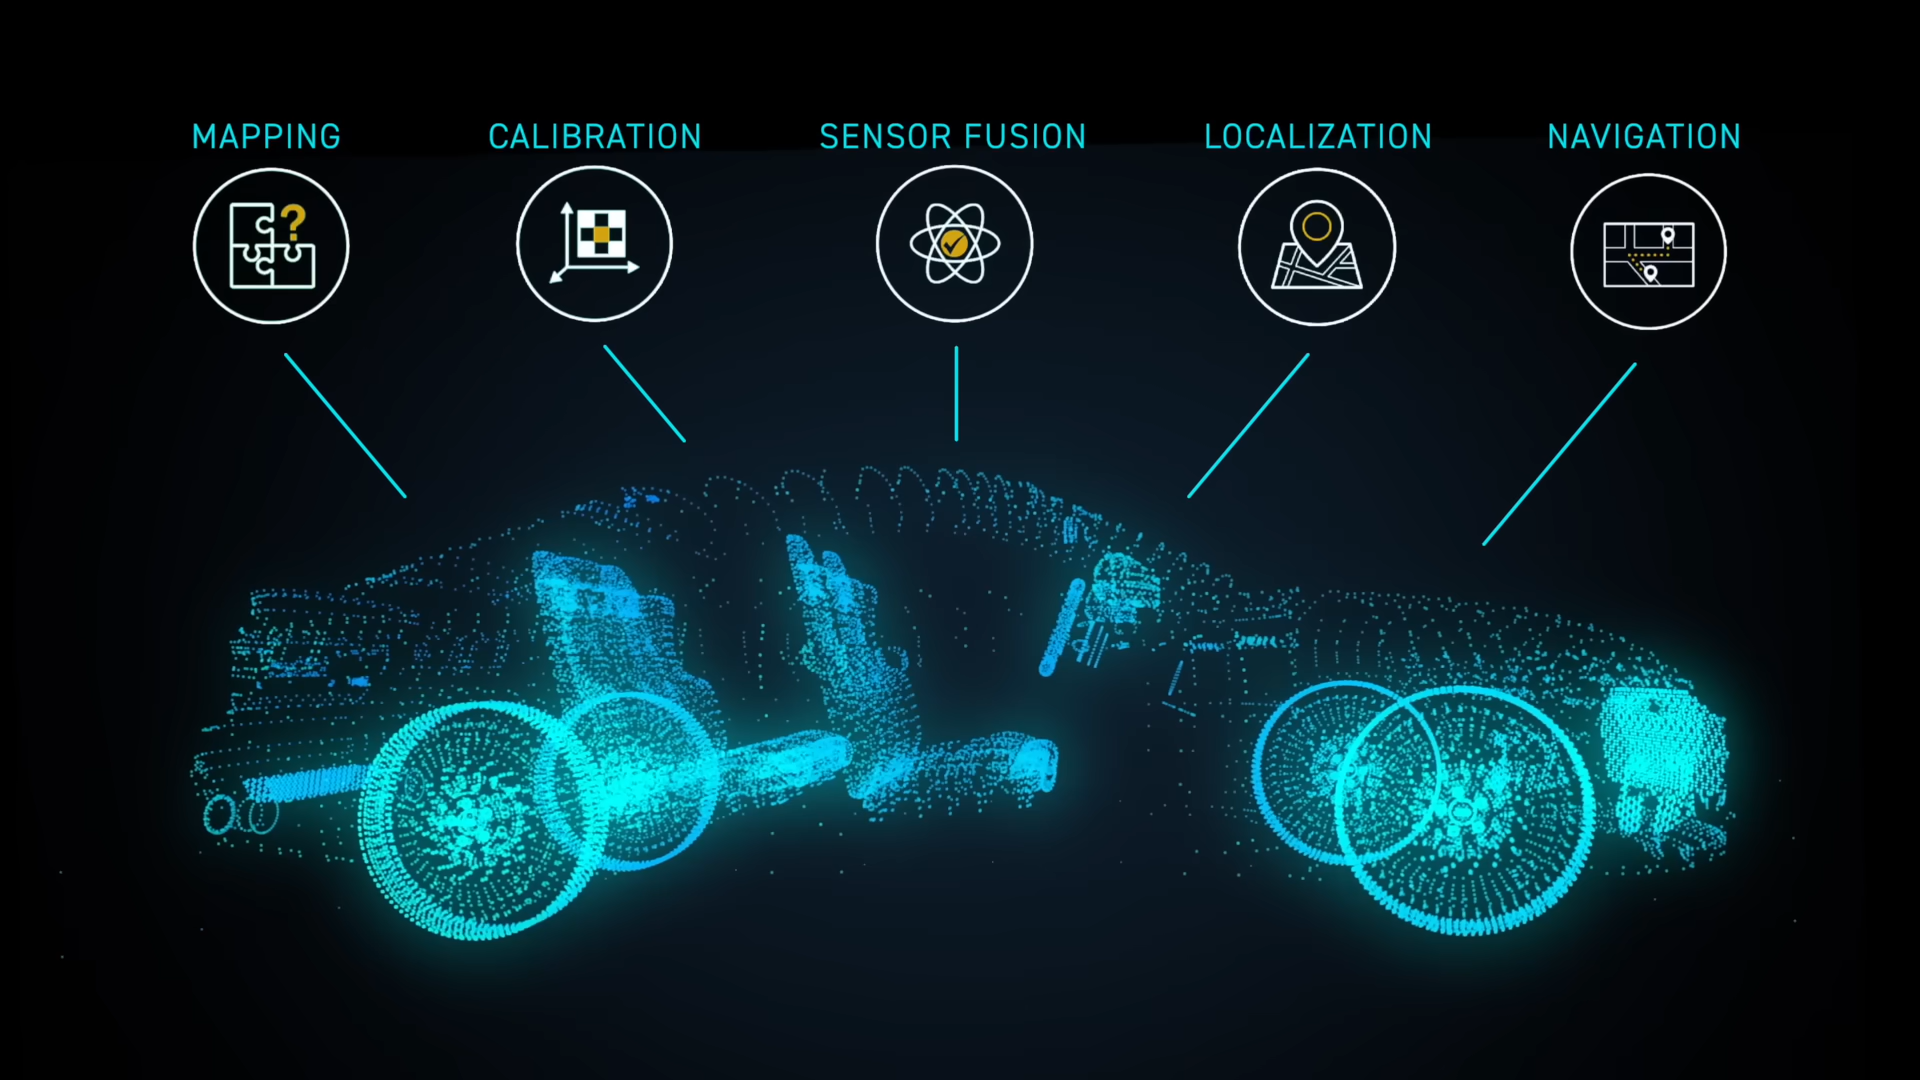 MAPPING
CALIBRATION
SENSOR FUSION
LOCALIZATION
NAVIGATION
?